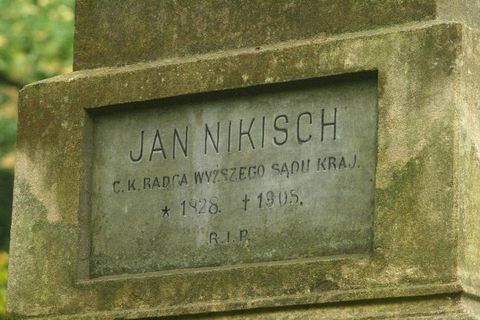 JAN NIKISCH
C.K. RADCA WYŻSZEGO SĄDU KRAJ.
* 1828. † 1905.
R.I.P.